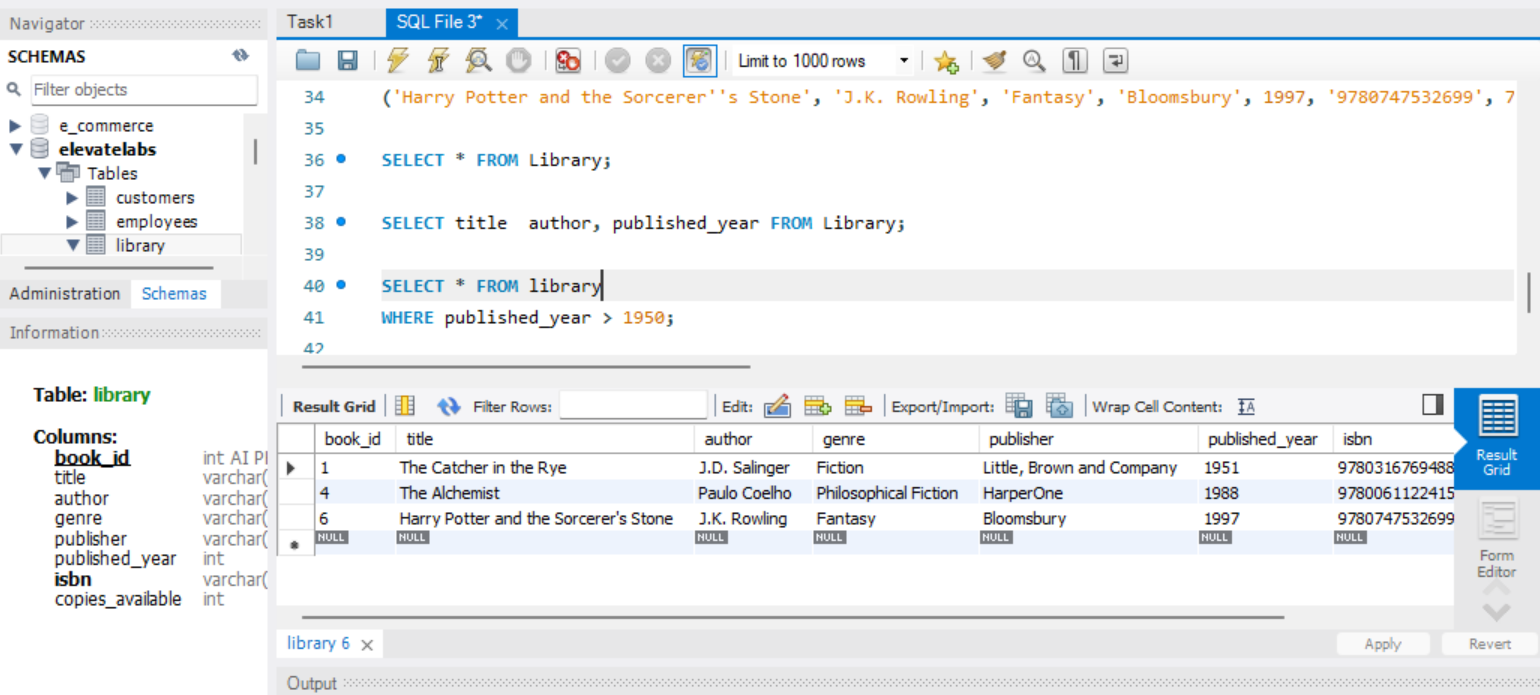 Navigator
SCHEMAS
Filter objects
e_commerce
elevatelabs
Tables
customers
employees
library
Administration Schemas
Information
Table: library
Columns:
book_id int AI PI
title varchar(
author varchar(
genre varchar(
publisher varchar(
published_year int
isbn varchar(
copies_available int
Task1 SQL File 3* ×
Limit to 1000 rows
34 ('Harry Potter and the Sorcerer''s Stone', 'J.K. Rowling', 'Fantasy', 'Bloomsbury', 1997, '9780747532699', 7
35
36 SELECT * FROM Library;
37
38 SELECT title  author, published_year FROM Library;
39
40 SELECT * FROM library
41 WHERE published_year > 1950;
42
Result Grid Filter Rows: Edit: Export/Import: Wrap Cell Content: IA
book_id title author genre publisher published_year isbn
1 The Catcher in the Rye J.D. Salinger Fiction Little, Brown and Company 1951 9780316769488
4 The Alchemist Paulo Coelho Philosophical Fiction HarperOne 1988 9780061122415
6 Harry Potter and the Sorcerer's Stone J.K. Rowling Fantasy Bloomsbury 1997 9780747532699
NULL NULL NULL NULL NULL NULL NULL
Result
Grid
Form
Editor
library 6 ×
Apply Revert
Output